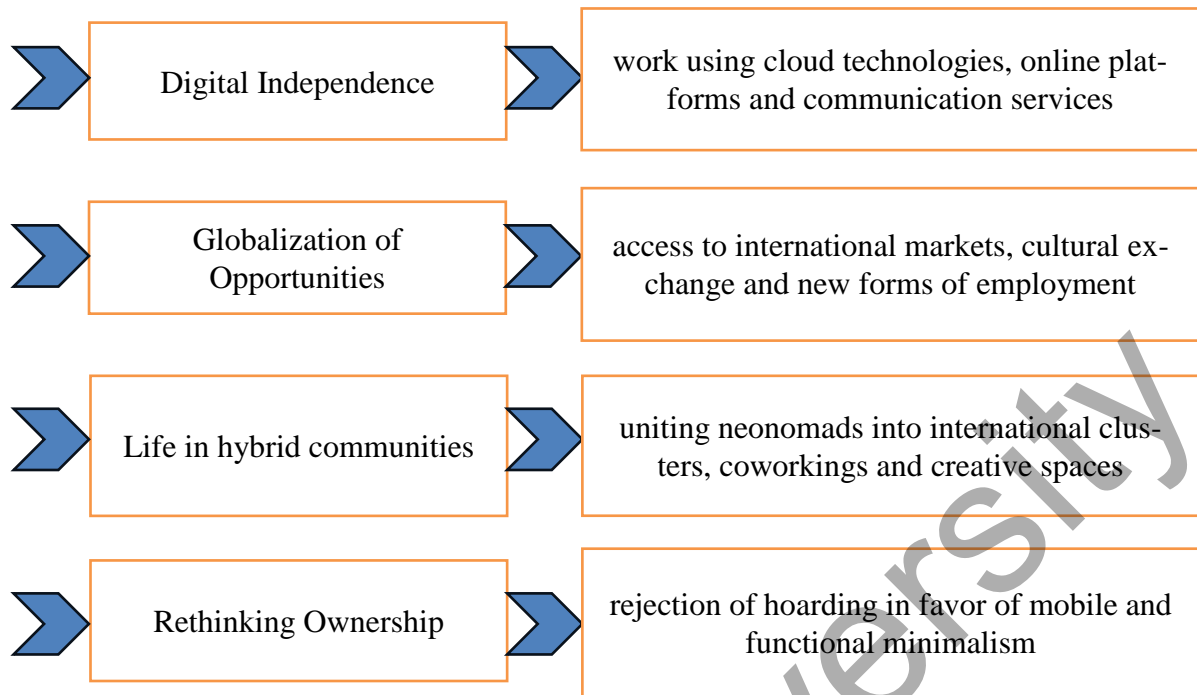 Digital Independence
work using cloud technologies, online plat-
forms and communication services
Globalization of
Opportunities
access to international markets, cultural ex-
change and new forms of employment
Life in hybrid communities
uniting neonomads into international clus-
ters, coworkings and creative spaces
Rethinking Ownership
rejection of hoarding in favor of mobile and
functional minimalism
versity